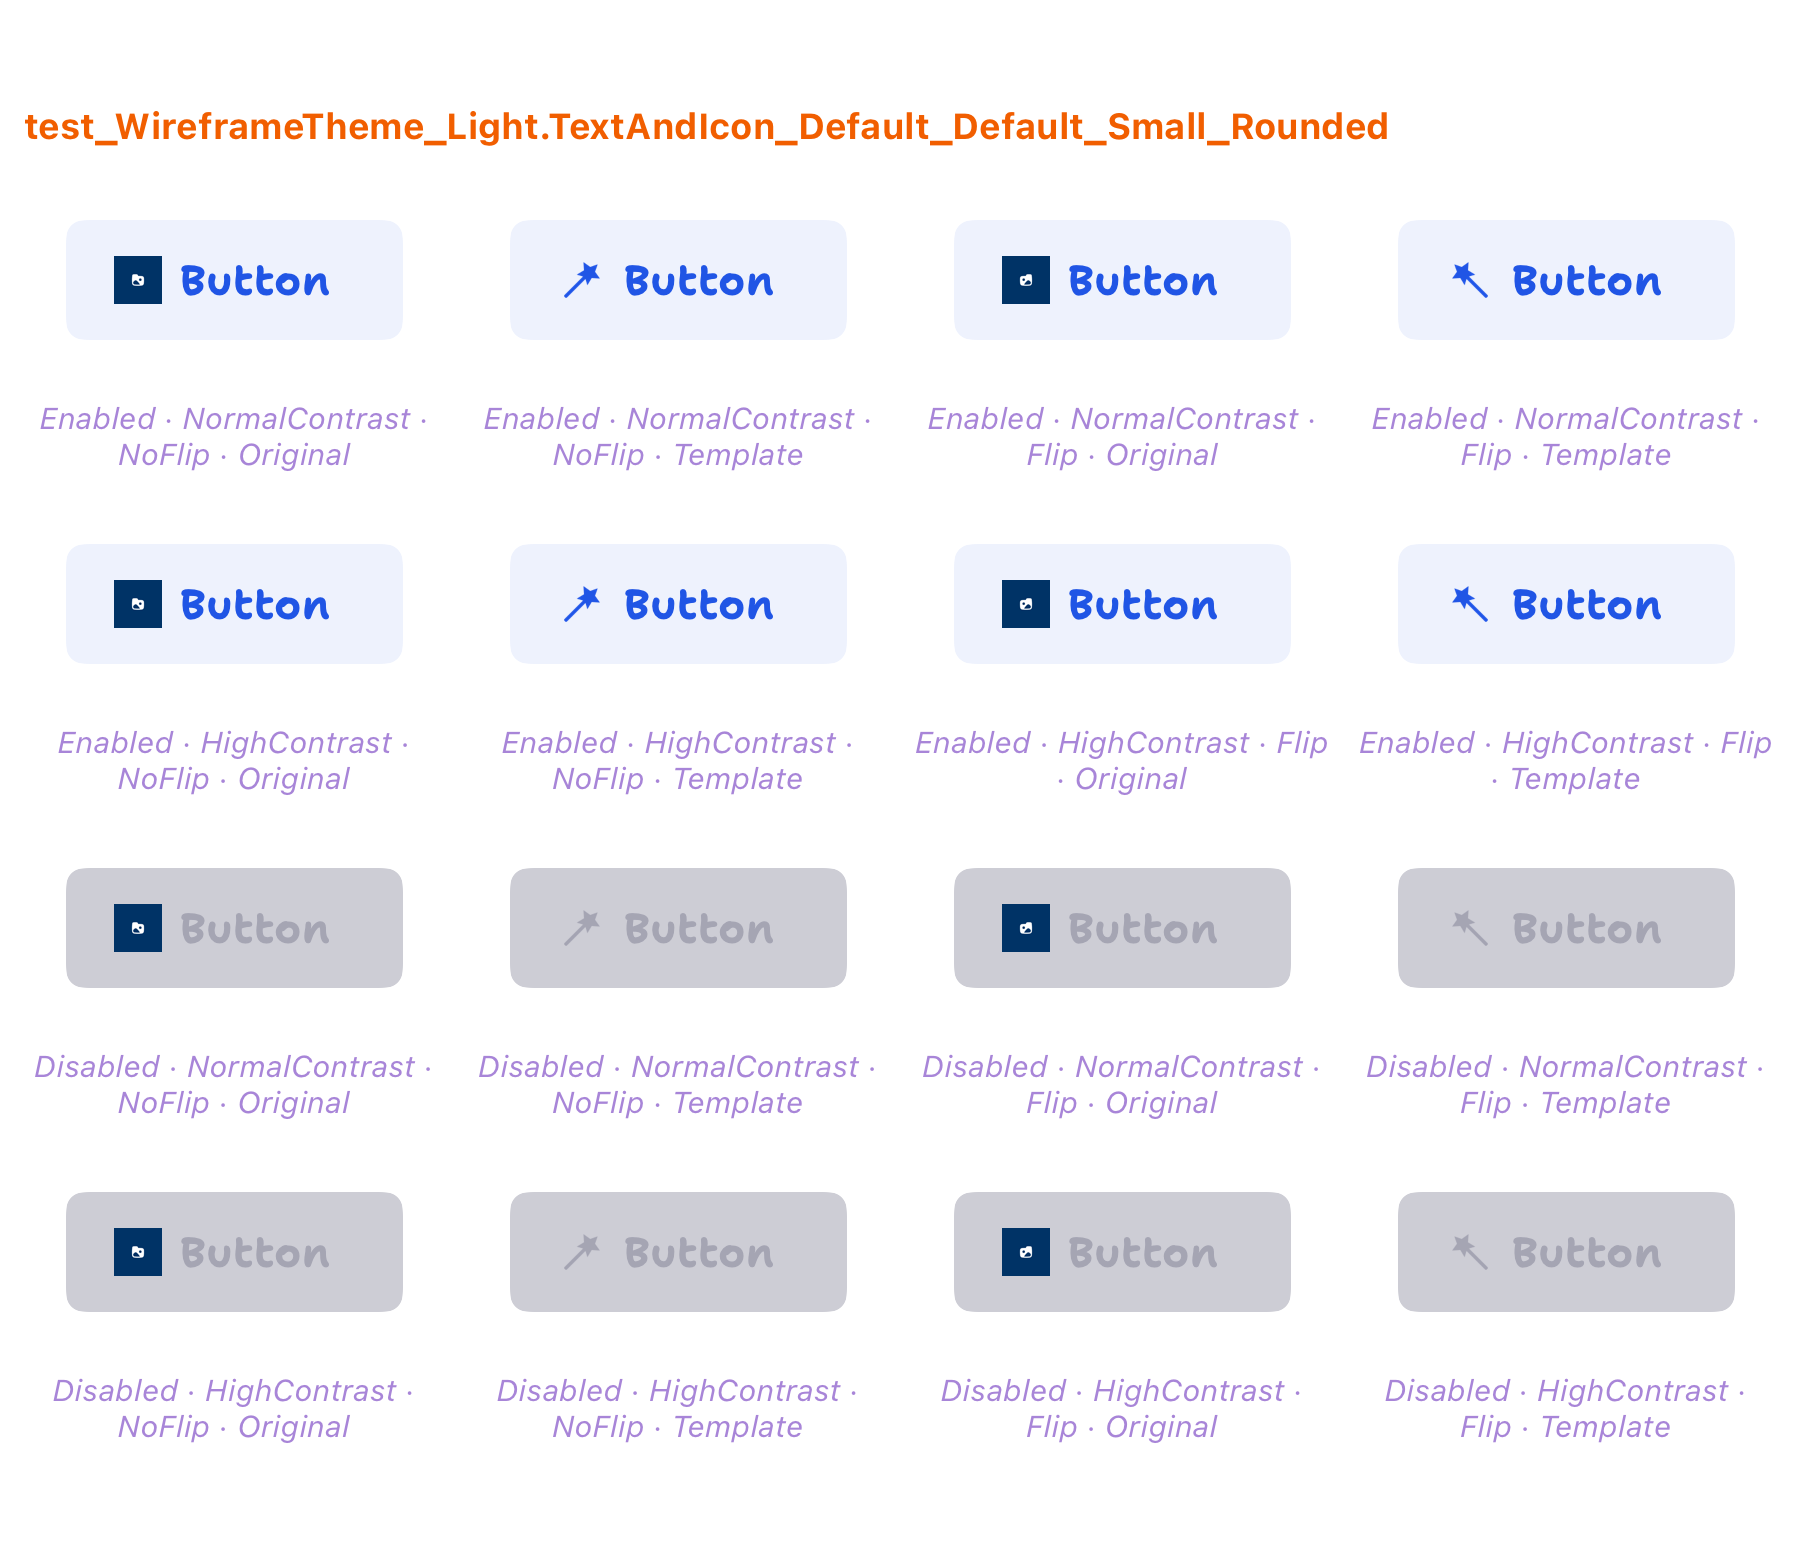 test_WireframeTheme_Light.TextAndIcon_Default_Default_Small_Rounded
Button Button Button Button
Enabled · NormalContrast ·
NoFlip · Original
Enabled · NormalContrast ·
NoFlip · Template
Enabled · NormalContrast ·
Flip · Original
Enabled · NormalContrast ·
Flip · Template
Button Button Button Button
Enabled · HighContrast ·
NoFlip · Original
Enabled · HighContrast ·
NoFlip · Template
Enabled · HighContrast · Flip
· Original
Enabled · HighContrast · Flip
· Template
Button Button Button Button
Disabled · NormalContrast ·
NoFlip · Original
Disabled · NormalContrast ·
NoFlip · Template
Disabled · NormalContrast ·
Flip · Original
Disabled · NormalContrast ·
Flip · Template
Button Button Button Button
Disabled · HighContrast ·
NoFlip · Original
Disabled · HighContrast ·
NoFlip · Template
Disabled · HighContrast ·
Flip · Original
Disabled · HighContrast ·
Flip · Template